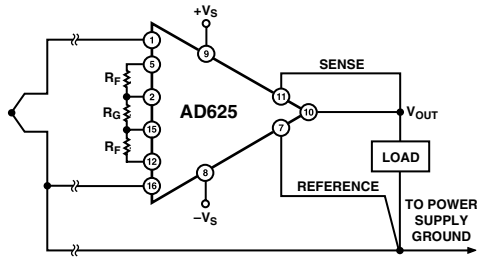 +VS
1
9
5
SENSE
RF
2
11
RG
AD625
10
VOUT
15
7
RF
LOAD
12
8
16
REFERENCE
–VS
TO POWER
SUPPLY
GROUND